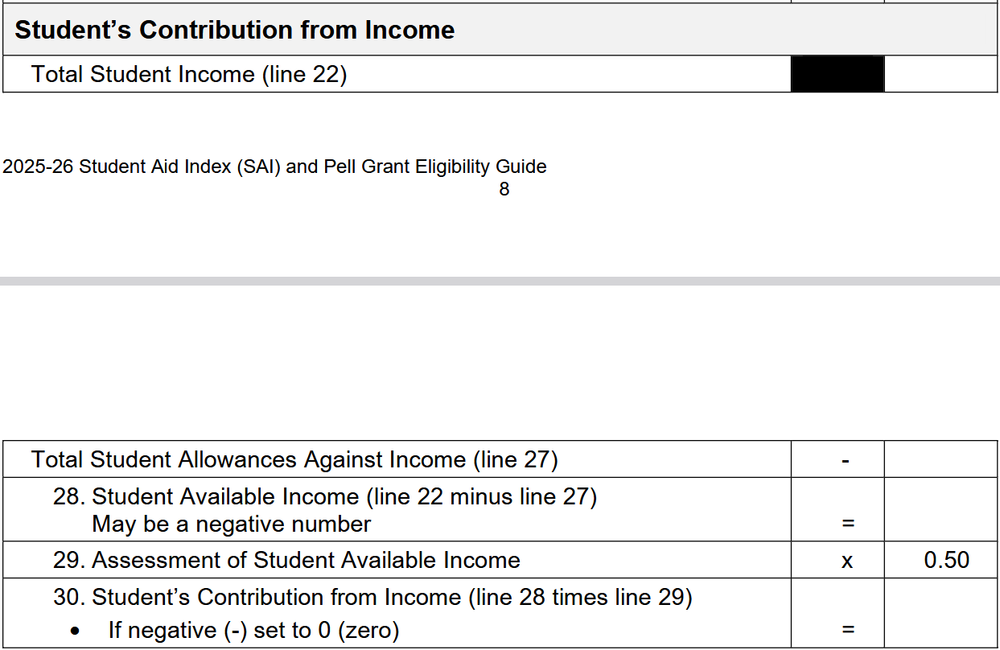 Student’s Contribution from Income
Total Student Income (line 22)
2025-26 Student Aid Index (SAI) and Pell Grant Eligibility Guide
8
Total Student Allowances Against Income (line 27) -
28. Student Available Income (line 22 minus line 27)
May be a negative number =
29. Assessment of Student Available Income x 0.50
30. Student’s Contribution from Income (line 28 times line 29)
• If negative (-) set to 0 (zero) =